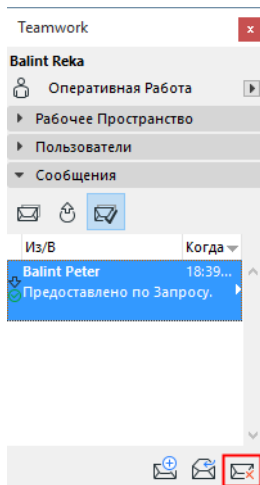 Teamwork
x
Balint Reka
Оперативная Работа
Рабочее Пространство
Пользователи
Сообщения
Из/В Когда
Balint Peter 18:39...
Предоставлено по Запросу.